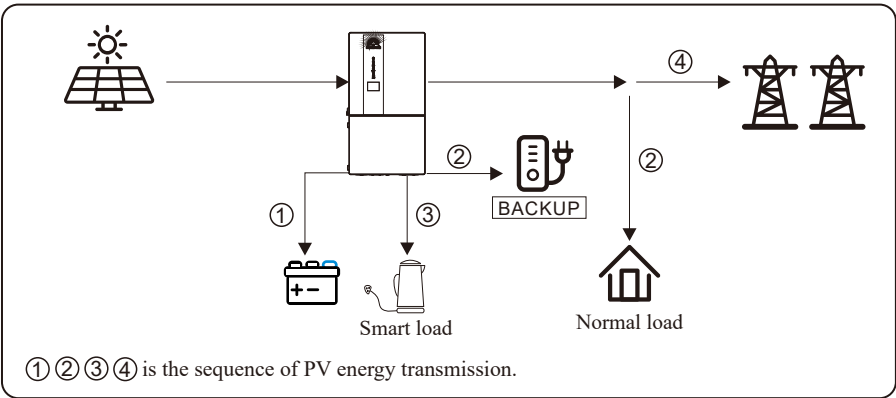 ④
②
②
BACKUP
①
③
+ −
Smart load
Normal load
①②③④ is the sequence of PV energy transmission.